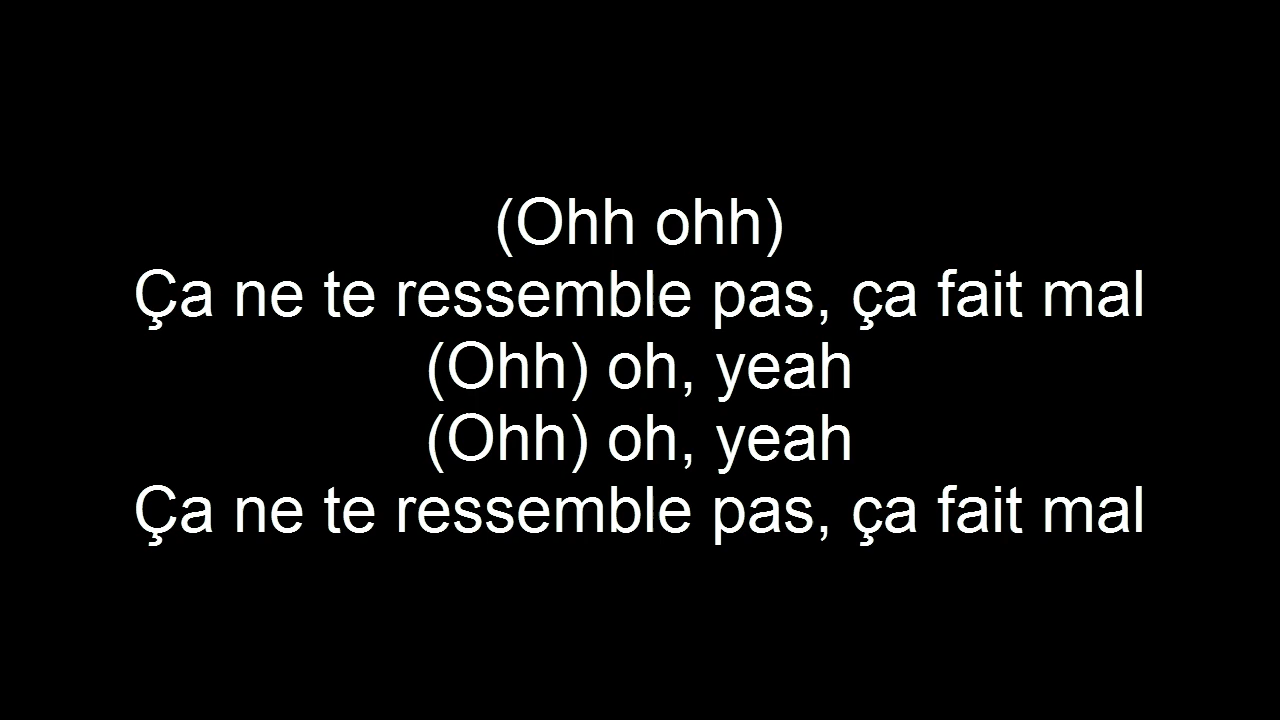 (Ohh ohh)
Ça ne te ressemble pas, ça fait mal
(Ohh) oh, yeah
(Ohh) oh, yeah
Ça ne te ressemble pas, ça fait mal